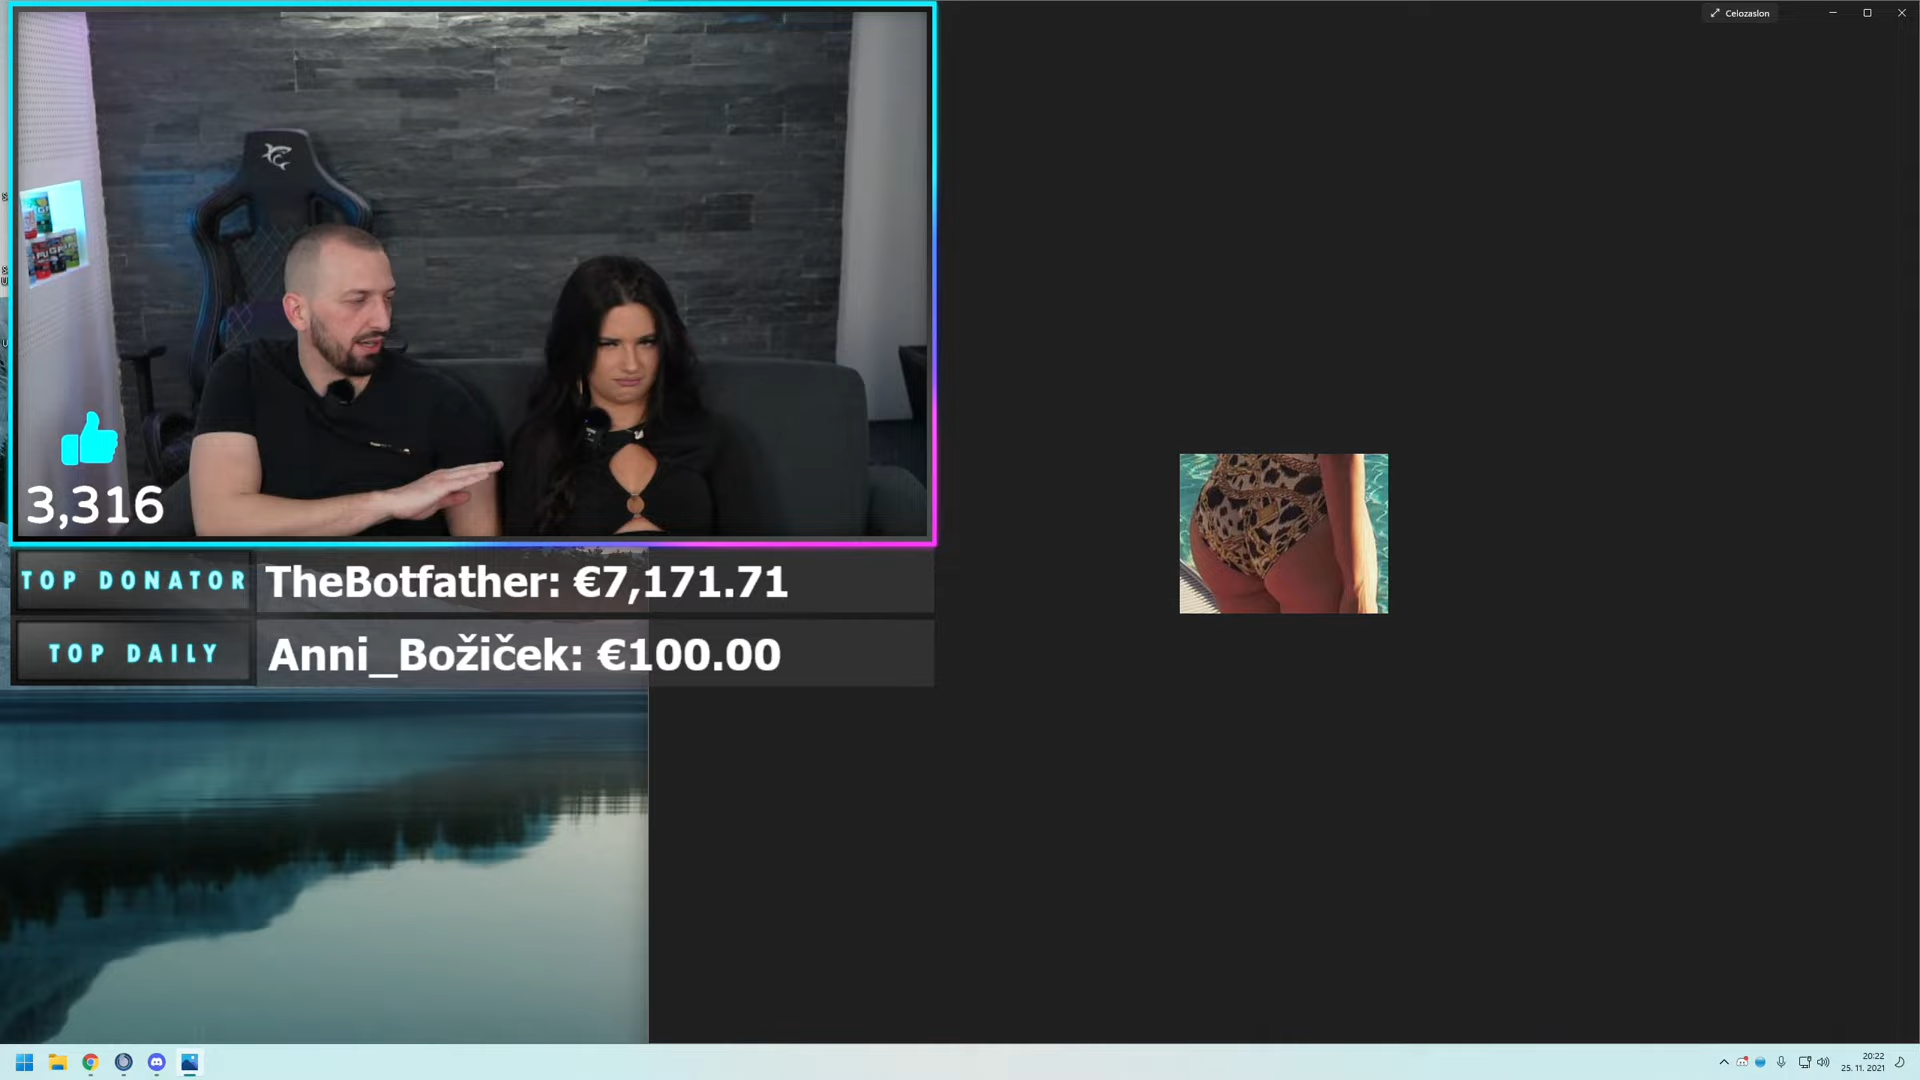 Celozaslon
3,316
TOP DONATOR
TheBotfather: €7,171.71
TOP DAILY
Anni_Božiček: €100.00
20:22
25. 11. 2021